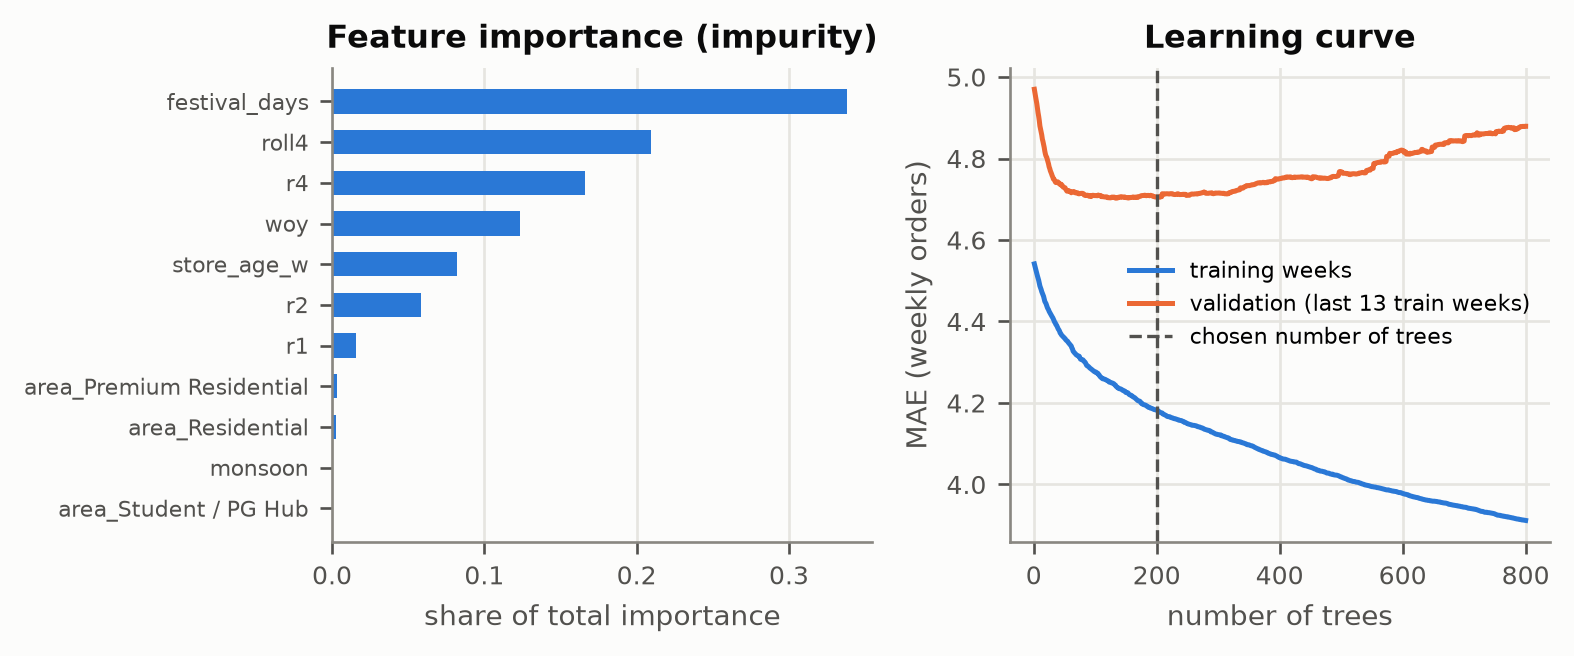 Feature importance (impurity)
festival_days
roll4
r4
woy
store_age_w
r2
r1
area_Premium Residential
area_Residential
monsoon
area_Student / PG Hub
0.0 0.1 0.2 0.3
share of total importance
Learning curve
MAE (weekly orders)
5.0
4.8
4.6
4.4
4.2
4.0
training weeks
validation (last 13 train weeks)
chosen number of trees
0 200 400 600 800
number of trees